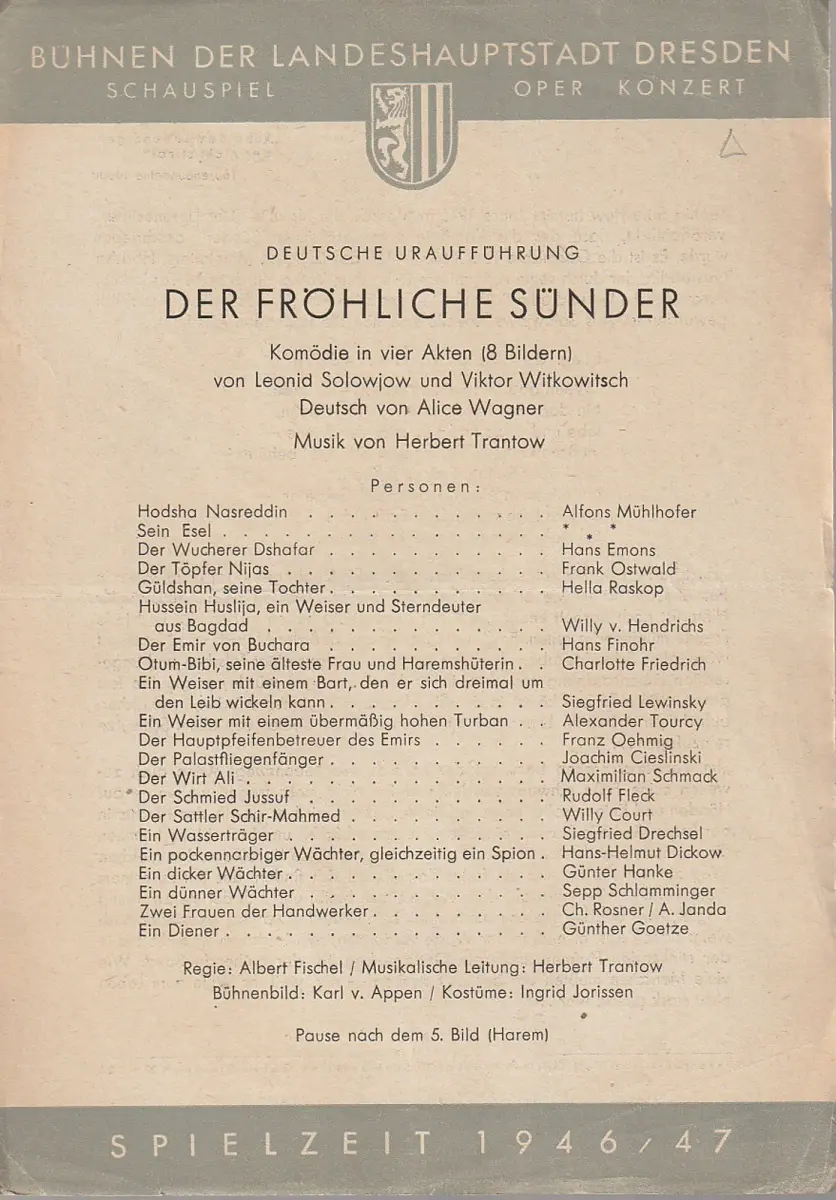 BÜHNEN DER LANDESHAUPTSTADT DRESDEN
SCHAUSPIEL OPER KONZERT
DEUTSCHE URAUFFÜHRUNG
DER FRÖHLICHE SÜNDER
Komödie in vier Akten (8 Bildern)
von Leonid Solowjow und Viktor Witkowitsch
Deutsch von Alice Wagner
Musik von Herbert Trantow
Personen:
Hodsha Nasreddin . . . . . . . . . . . . Alfons Mühlhofer
Sein Esel . . . . . . . . . . . . . . . . * * *
Der Wucherer Dshafar . . . . . . . . . . . Hans Emons
Der Töpfer Nijas . . . . . . . . . . . . . Frank Ostwald
Güldshan, seine Tochter . . . . . . . . . . . Hella Raskop
Hussein Huslija, ein Weiser und Sterndeuter
aus Bagdad . . . . . . . . . . . . . . Willy v. Hendrichs
Der Emir von Buchara . . . . . . . . . . . Hans Finohr
Otum-Bibi, seine älteste Frau und Haremshüterin . . Charlotte Friedrich
Ein Weiser mit einem Bart, den er sich dreimal um
den Leib wickeln kann . . . . . . . . . . . Siegfried Lewinsky
Ein Weiser mit einem übermäßig hohen Turban . . Alexander Tourcy
Der Hauptpfeifenbetreuer des Emirs . . . . . . Franz Oehmig
Der Palastfliegenfänger . . . . . . . . . . . Joachim Cieslinski
Der Wirt Ali . . . . . . . . . . . . . . . Maximilian Schmack
Der Schmied Jussuf . . . . . . . . . . . . Rudolf Fleck
Der Sattler Schir-Mahmed . . . . . . . . . . Willy Court
Ein Wasserträger . . . . . . . . . . . . . Siegfried Drechsel
Ein pockennarbiger Wächter, gleichzeitig ein Spion . Hans-Helmut Dickow
Ein dicker Wächter . . . . . . . . . . . . . Günter Hanke
Ein dünner Wächter . . . . . . . . . . . . Sepp Schlamminger
Zwei Frauen der Handwerker . . . . . . . . . Ch. Rosner / A. Janda
Ein Diener . . . . . . . . . . . . . . . . Günther Goetze
Regie: Albert Fischel / Musikalische Leitung: Herbert Trantow
Bühnenbild: Karl v. Appen / Kostüme: Ingrid Jorissen
Pause nach dem 5. Bild (Harem)
SPIELZEIT 1946/47